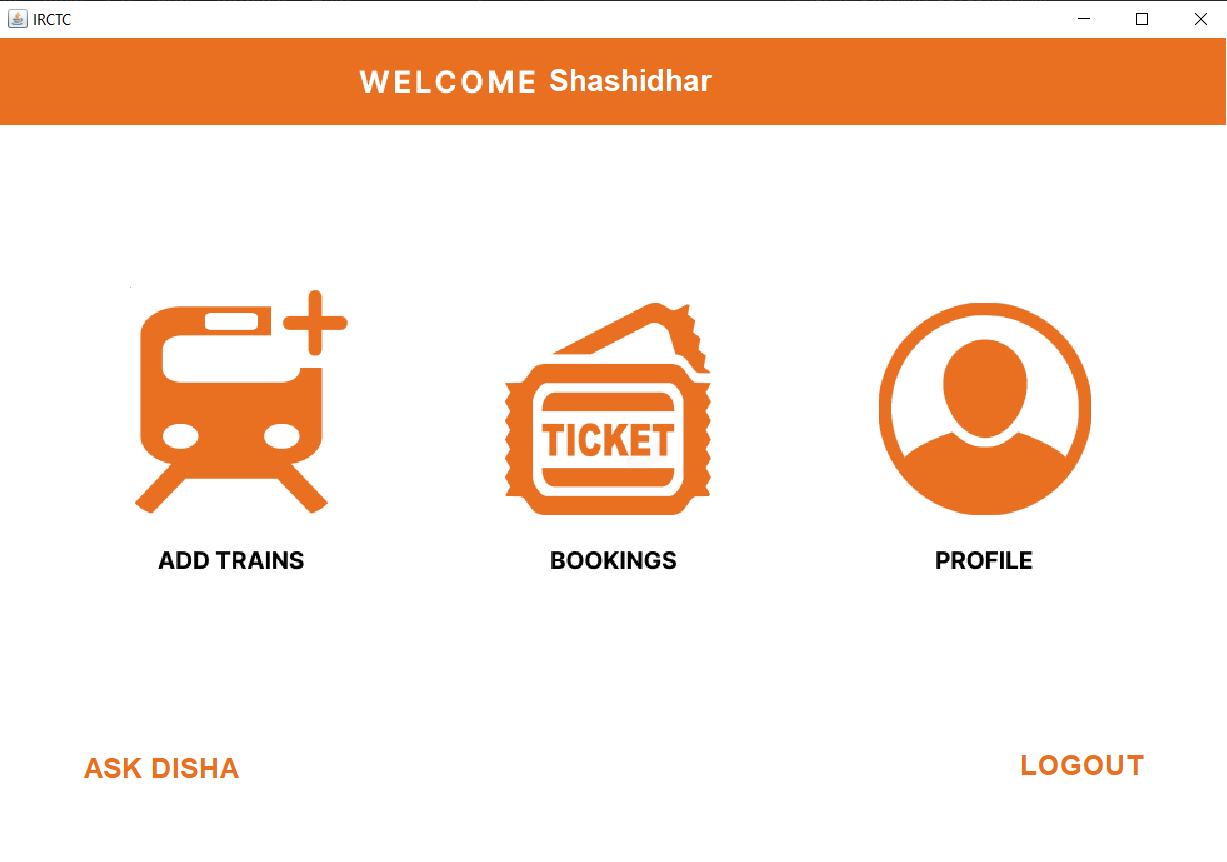 IRCTC
WELCOME Shashidhar
TICKET
ADD TRAINS
BOOKINGS
PROFILE
ASK DISHA
LOGOUT